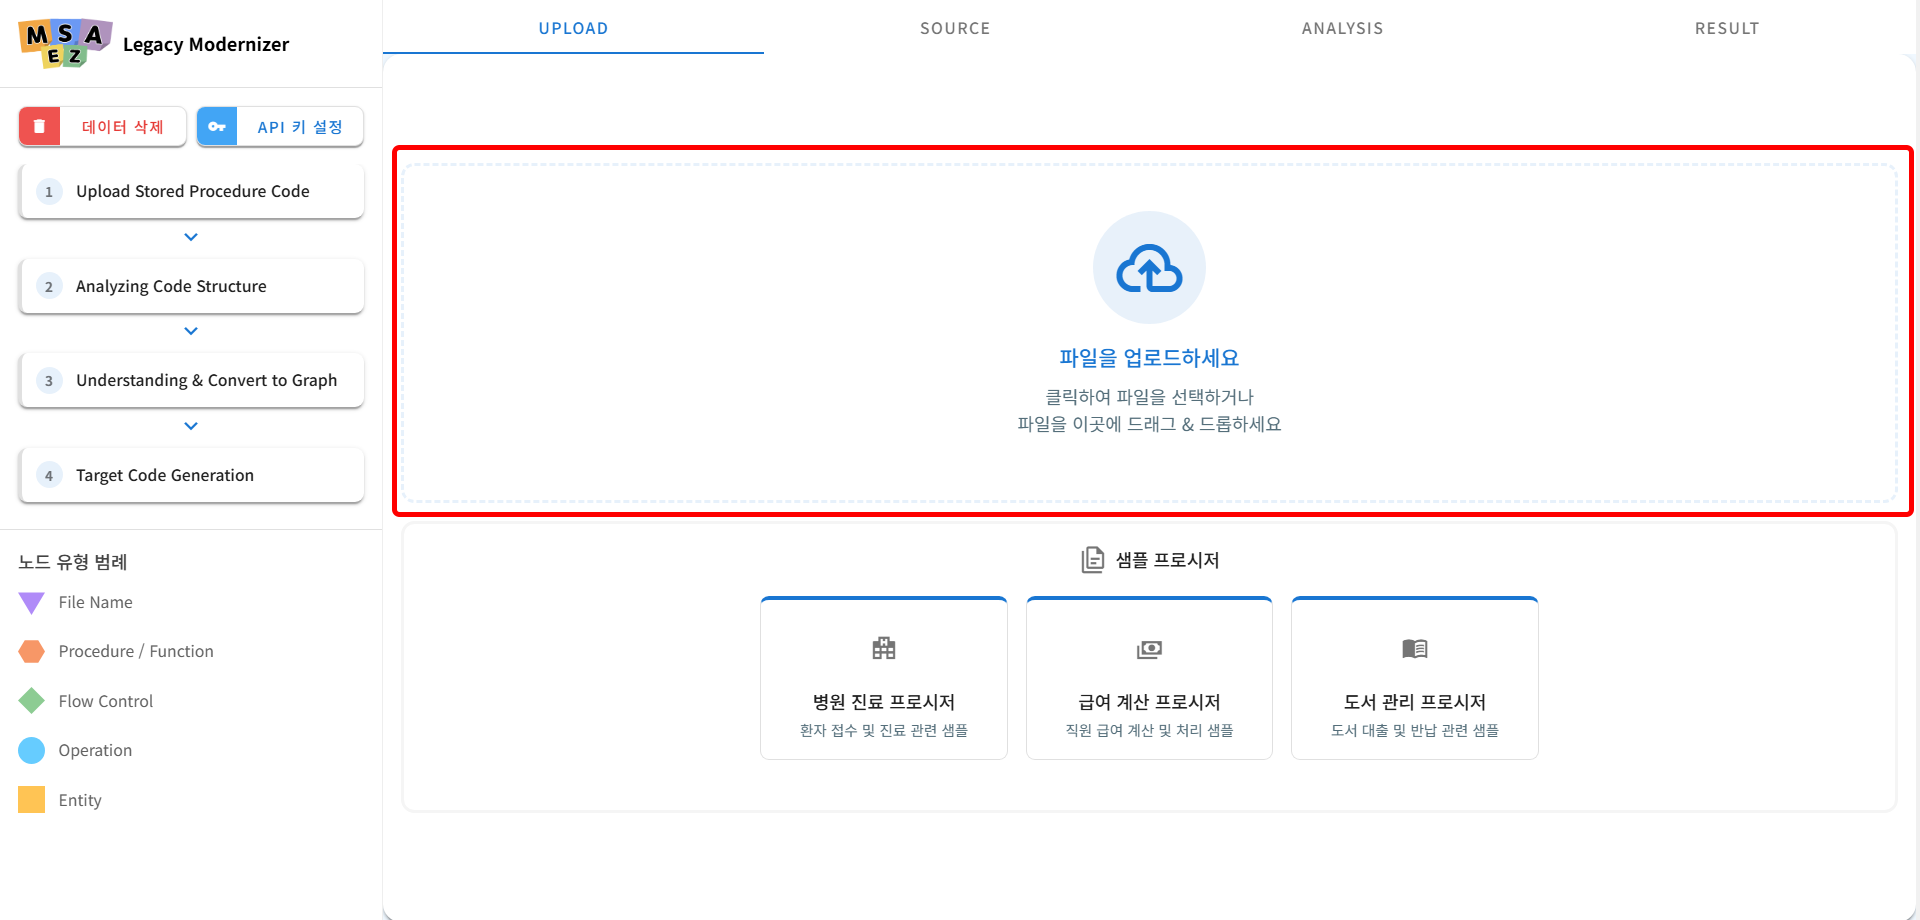 MSA
EZ
Legacy Modernizer
데이터 삭제
API 키 설정
1 Upload Stored Procedure Code
2 Analyzing Code Structure
3 Understanding & Convert to Graph
4 Target Code Generation
노드 유형 범례
File Name
Procedure / Function
Flow Control
Operation
Entity
UPLOAD
SOURCE
ANALYSIS
RESULT
파일을 업로드하세요
클릭하여 파일을 선택하거나
파일을 이곳에 드래그 & 드롭하세요
샘플 프로시저
병원 진료 프로시저
환자 접수 및 진료 관련 샘플
급여 계산 프로시저
직원 급여 계산 및 처리 샘플
도서 관리 프로시저
도서 대출 및 반납 관련 샘플